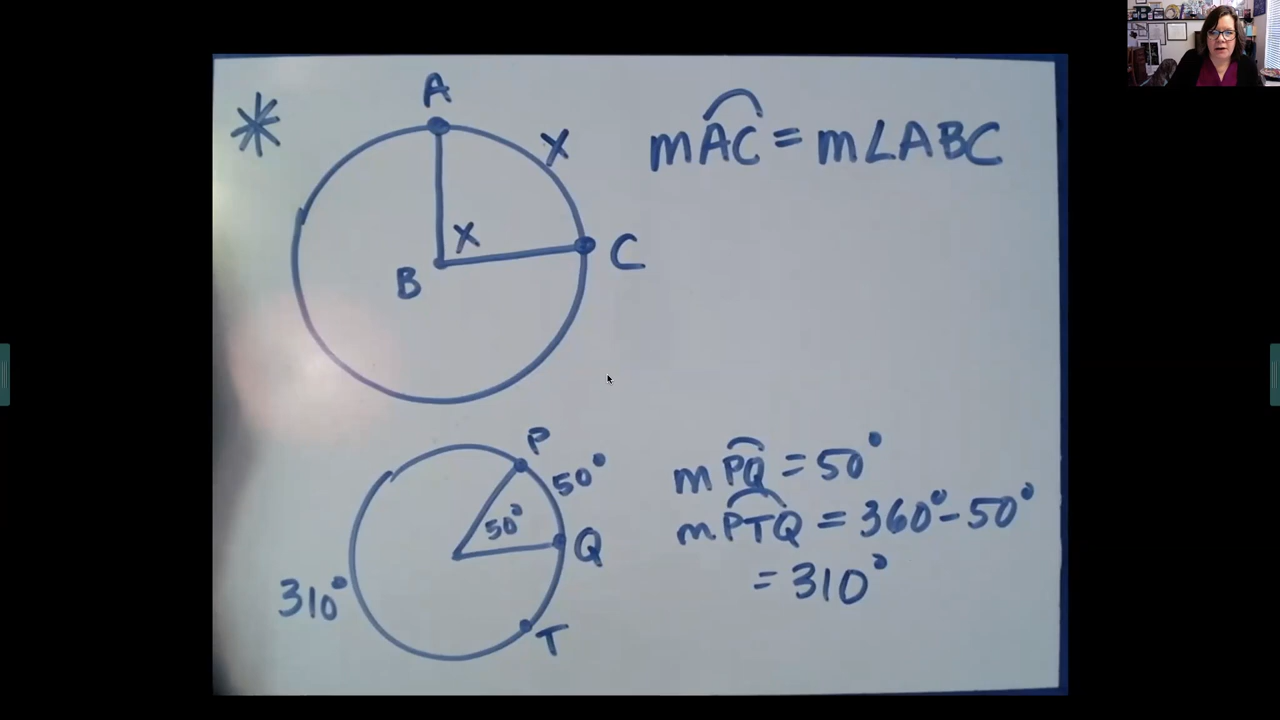 *
A
X
X
B
C
mAC = m∠ABC
P
50°
50°
Q
T
310°
mPQ = 50°
mPTQ = 360° - 50°
= 310°